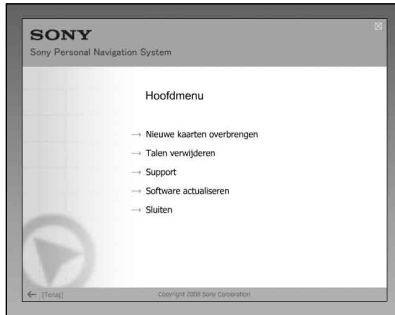 SONY
Sony Personal Navigation System
Hoofdmenu
→ Nieuwe kaarten overbrengen
→ Talen verwijderen
→ Support
→ Software actualiseren
→ Sluiten
← [Terug]
Copyright 2008 Sony Corporation